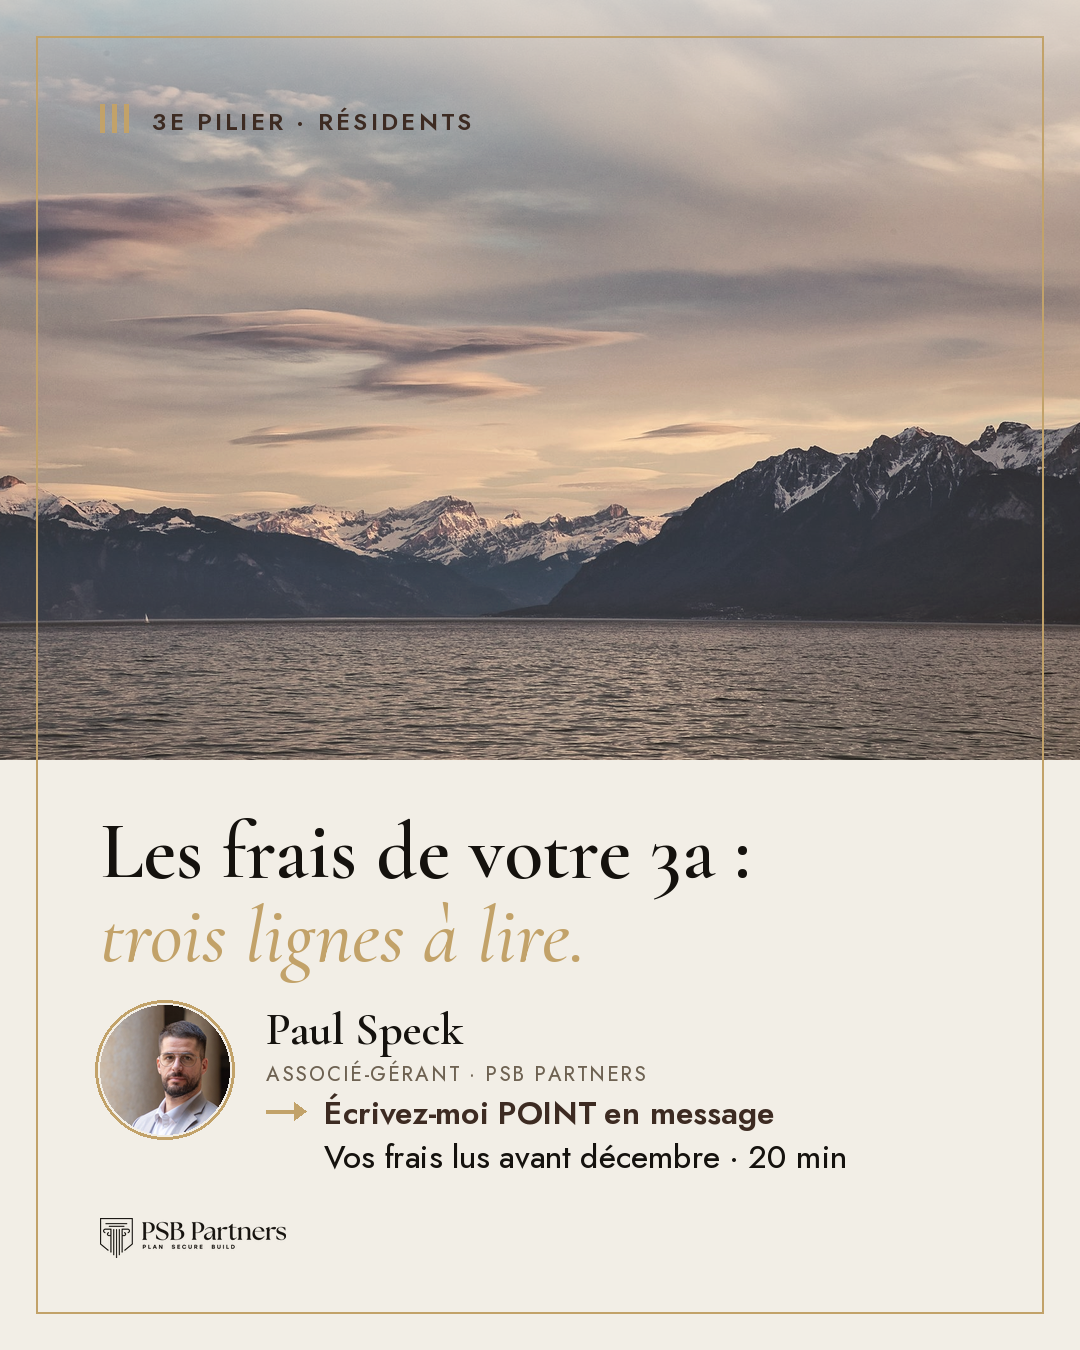 3E PILIER · RÉSIDENTS
Les frais de votre 3a :
trois lignes à lire.
Paul Speck
ASSOCIÉ-GÉRANT · PSB PARTNERS
Écrivez-moi POINT en message
Vos frais lus avant décembre · 20 min
PSB Partners
PLAN SECURE BUILD